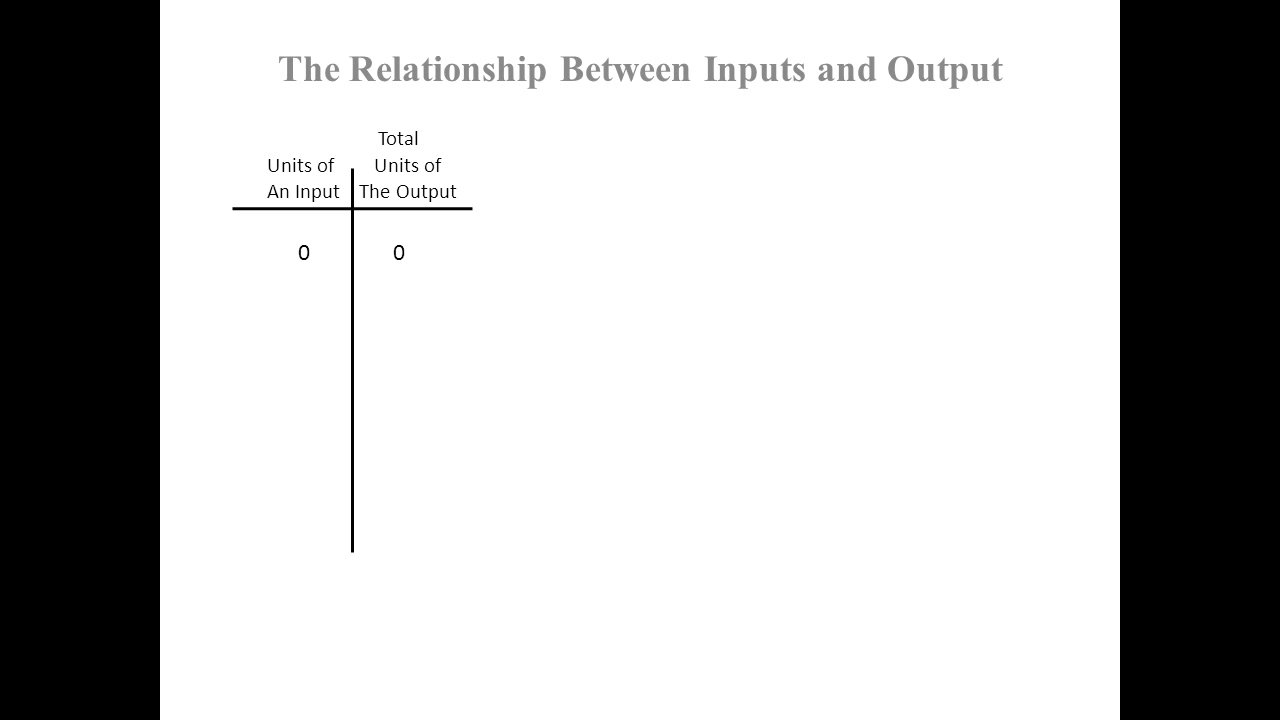 The Relationship Between Inputs and Output
Total
Units of Units of
An Input The Output
0 0